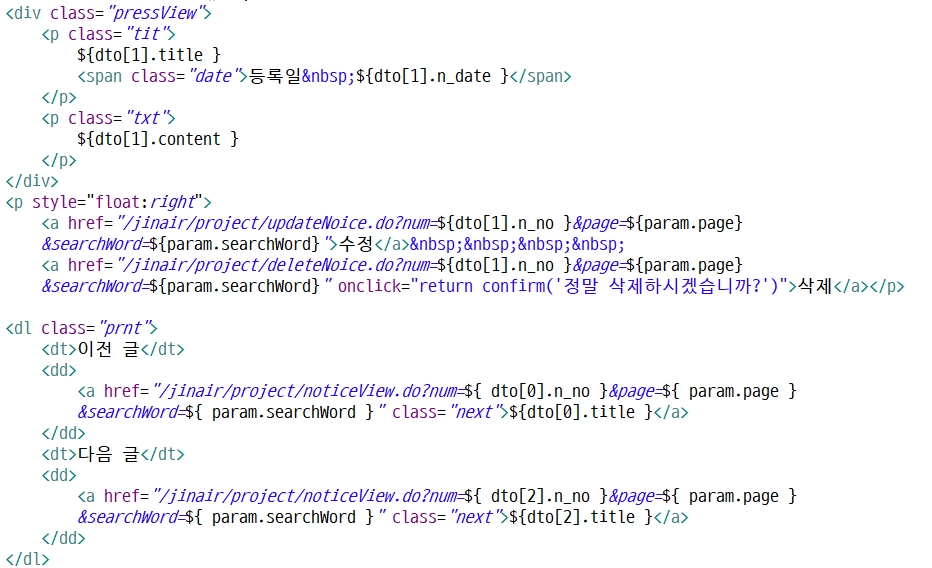 <div class="pressView">
<p class="tit">
${dto[1].title }
<span class="date">등록일&nbsp;${dto[1].n_date }</span>
</p>
<p class="txt">
${dto[1].content }
</p>
</div>
<p style="float:right">
<a href="/jinair/project/updateNoice.do?num=${dto[1].n_no }&page=${param.page}
&searchWord=${param.searchWord}">수정</a>&nbsp;&nbsp;&nbsp;&nbsp;
<a href="/jinair/project/deleteNoice.do?num=${dto[1].n_no }&page=${param.page}
&searchWord=${param.searchWord}" onclick="return confirm('정말 삭제하시겠습니까?')">삭제</a></p>
<dl class="prnt">
<dt>이전 글</dt>
<dd>
<a href="/jinair/project/noticeView.do?num=${ dto[0].n_no }&page=${ param.page }
&searchWord=${ param.searchWord }" class="next">${dto[0].title }</a>
</dd>
<dt>다음 글</dt>
<dd>
<a href="/jinair/project/noticeView.do?num=${ dto[2].n_no }&page=${ param.page }
&searchWord=${ param.searchWord }" class="next">${dto[2].title }</a>
</dd>
</dl>